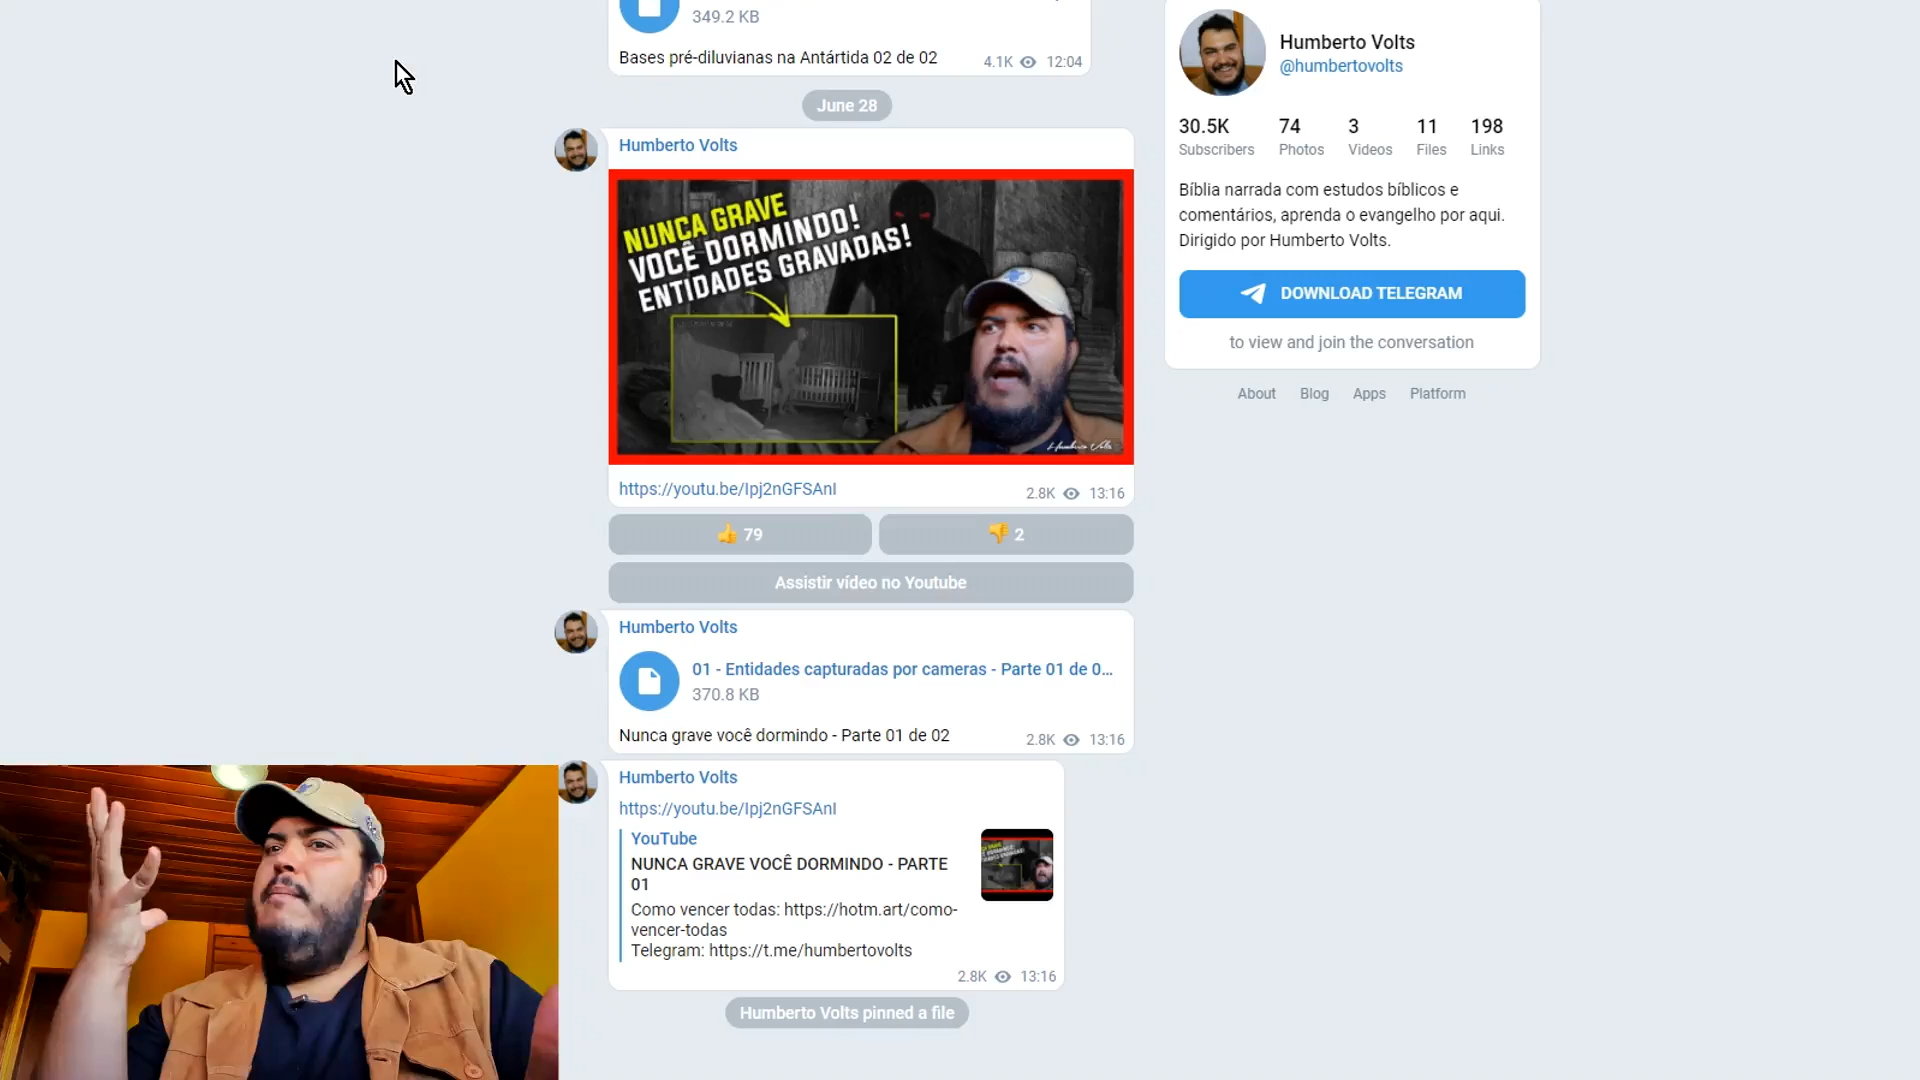 349.2 KB
Bases pré-diluvianas na Antártida 02 de 02
4.1K 12:04
June 28
Humberto Volts
NUNCA GRAVE
VOCÊ DORMINDO!
ENTIDADES GRAVADAS!
Humberto Volts
https://youtu.be/Ipj2nGFSAnI
2.8K 13:16
👍 79
👎 2
Assistir vídeo no Youtube
Humberto Volts
01 - Entidades capturadas por cameras - Parte 01 de 0...
370.8 KB
Nunca grave você dormindo - Parte 01 de 02
2.8K 13:16
Humberto Volts
https://youtu.be/Ipj2nGFSAnI
YouTube
NUNCA GRAVE VOCÊ DORMINDO - PARTE
01
Como vencer todas: https://hotm.art/como-
vencer-todas
Telegram: https://t.me/humbertovolts
2.8K 13:16
Humberto Volts pinned a file
Humberto Volts
@humbertovolts
30.5K 74 3 11 198
Subscribers Photos Videos Files Links
Bíblia narrada com estudos bíblicos e
comentários, aprenda o evangelho por aqui.
Dirigido por Humberto Volts.
DOWNLOAD TELEGRAM
to view and join the conversation
About Blog Apps Platform